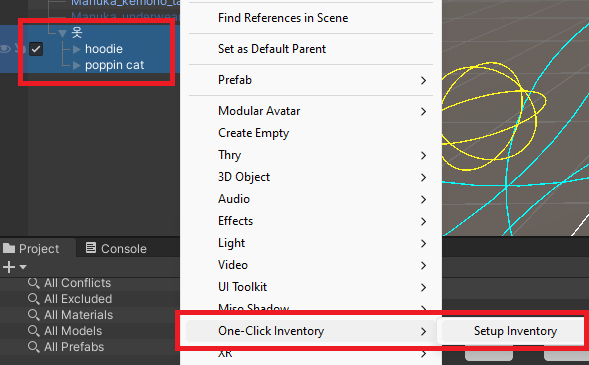 Manuka_kemono_ta
Manuka_underwea
옷
hoodie
poppin cat
Find References in Scene
Set as Default Parent
Prefab
Modular Avatar
Create Empty
Thry
3D Object
Audio
Effects
Light
Video
UI Toolkit
Miso Shadow
One-Click Inventory
Setup Inventory
XR
Project
Console
All Conflicts
All Excluded
All Materials
All Models
All Prefabs